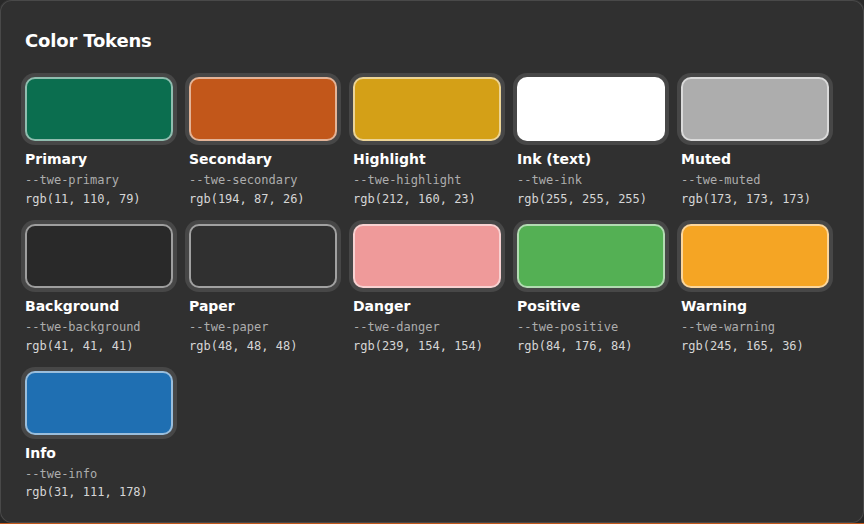 Color Tokens
Primary
--twe-primary
rgb(11, 110, 79)
Secondary
--twe-secondary
rgb(194, 87, 26)
Highlight
--twe-highlight
rgb(212, 160, 23)
Ink (text)
--twe-ink
rgb(255, 255, 255)
Muted
--twe-muted
rgb(173, 173, 173)
Background
--twe-background
rgb(41, 41, 41)
Paper
--twe-paper
rgb(48, 48, 48)
Danger
--twe-danger
rgb(239, 154, 154)
Positive
--twe-positive
rgb(84, 176, 84)
Warning
--twe-warning
rgb(245, 165, 36)
Info
--twe-info
rgb(31, 111, 178)